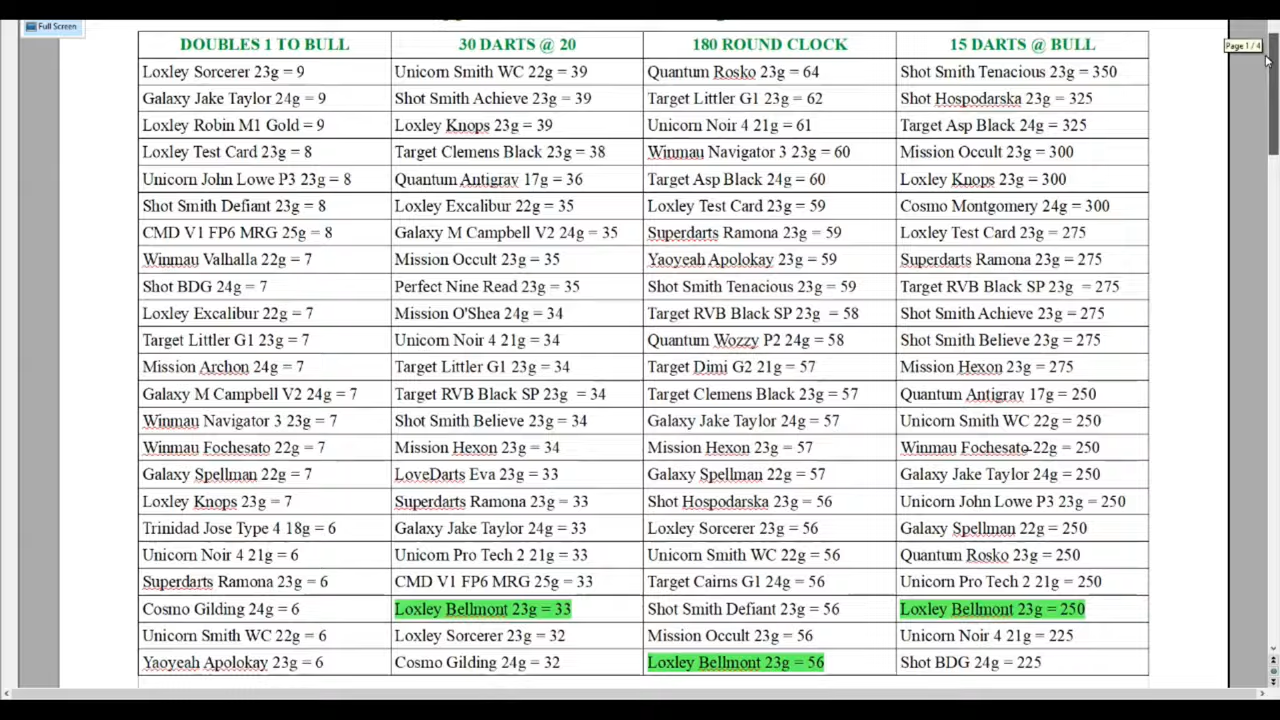 Full Screen
Page 1 / 4
DOUBLES 1 TO BULL 30 DARTS @ 20 180 ROUND CLOCK 15 DARTS @ BULL
Loxley Sorcerer 23g = 9 Unicorn Smith WC 22g = 39 Quantum Rosko 23g = 64 Shot Smith Tenacious 23g = 350
Galaxy Jake Taylor 24g = 9 Shot Smith Achieve 23g = 39 Target Littler G1 23g = 62 Shot Hospodarska 23g = 325
Loxley Robin M1 Gold = 9 Loxley Knops 23g = 39 Unicorn Noir 4 21g = 61 Target Asp Black 24g = 325
Loxley Test Card 23g = 8 Target Clemens Black 23g = 38 Winmau Navigator 3 23g = 60 Mission Occult 23g = 300
Unicorn John Lowe P3 23g = 8 Quantum Antigray 17g = 36 Target Asp Black 24g = 60 Loxley Knops 23g = 300
Shot Smith Defiant 23g = 8 Loxley Excalibur 22g = 35 Loxley Test Card 23g = 59 Cosmo Montgomery 24g = 300
CMD V1 FP6 MRG 25g = 8 Galaxy M Campbell V2 24g = 35 Superdarts Ramona 23g = 59 Loxley Test Card 23g = 275
Winmau Valhalla 22g = 7 Mission Occult 23g = 35 Yaoyeah Apolokay 23g = 59 Superdarts Ramona 23g = 275
Shot BDG 24g = 7 Perfect Nine Read 23g = 35 Shot Smith Tenacious 23g = 59 Target RVB Black SP 23g = 275
Loxley Excalibur 22g = 7 Mission O'Shea 24g = 34 Target RVB Black SP 23g = 58 Shot Smith Achieve 23g = 275
Target Littler G1 23g = 7 Unicorn Noir 4 21g = 34 Quantum Wozzy P2 24g = 58 Shot Smith Believe 23g = 275
Mission Archon 24g = 7 Target Littler G1 23g = 34 Target Dimi G2 21g = 57 Mission Hexon 23g = 275
Galaxy M Campbell V2 24g = 7 Target RVB Black SP 23g = 34 Target Clemens Black 23g = 57 Quantum Antigray 17g = 250
Winmau Navigator 3 23g = 7 Shot Smith Believe 23g = 34 Galaxy Jake Taylor 24g = 57 Unicorn Smith WC 22g = 250
Winmau Fochesato 22g = 7 Mission Hexon 23g = 34 Mission Hexon 23g = 57 Winmau Fochesato 22g = 250
Galaxy Spellman 22g = 7 LoveDarts Eva 23g = 33 Galaxy Spellman 22g = 57 Galaxy Jake Taylor 24g = 250
Loxley Knops 23g = 7 Superdarts Ramona 23g = 33 Shot Hospodarska 23g = 56 Unicorn John Lowe P3 23g = 250
Trinidad Jose Type 4 18g = 6 Galaxy Jake Taylor 24g = 33 Loxley Sorcerer 23g = 56 Galaxy Spellman 22g = 250
Unicorn Noir 4 21g = 6 Unicorn Pro Tech 2 21g = 33 Unicorn Smith WC 22g = 56 Quantum Rosko 23g = 250
Superdarts Ramona 23g = 6 CMD V1 FP6 MRG 25g = 33 Target Cairns G1 24g = 56 Unicorn Pro Tech 2 21g = 250
Cosmo Gilding 24g = 6 Loxley Bellmont 23g = 33 Shot Smith Defiant 23g = 56 Loxley Bellmont 23g = 250
Unicorn Smith WC 22g = 6 Loxley Sorcerer 23g = 32 Mission Occult 23g = 56 Unicorn Noir 4 21g = 225
Yaoyeah Apolokay 23g = 6 Cosmo Gilding 24g = 32 Loxley Bellmont 23g = 56 Shot BDG 24g = 225